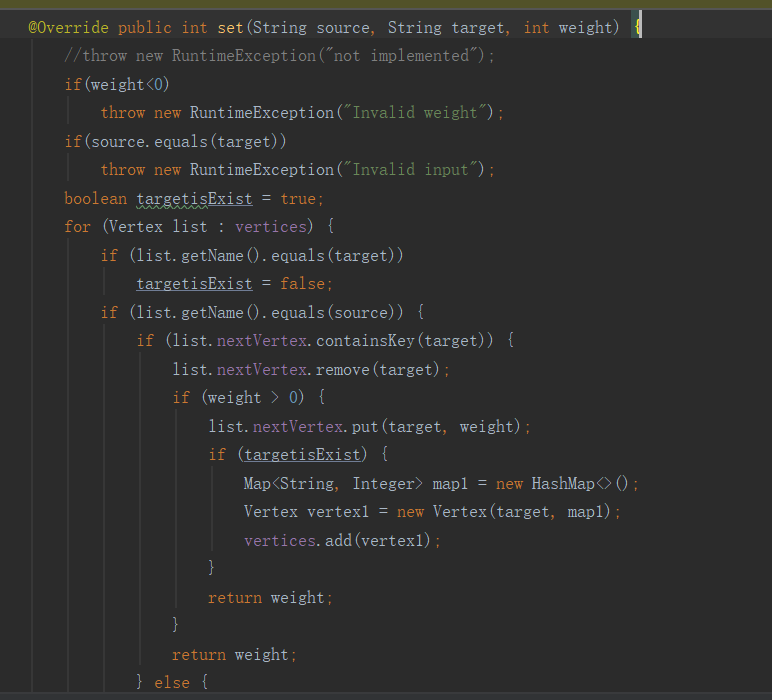 @Override public int set(String source, String target, int weight) {
    //throw new RuntimeException("not implemented");
    if(weight<0)
        throw new RuntimeException("Invalid weight");
    if(source.equals(target))
        throw new RuntimeException("Invalid input");
    boolean targetisExist = true;
    for (Vertex list : vertices) {
        if (list.getName().equals(target))
            targetisExist = false;
        if (list.getName().equals(source)) {
            if (list.nextVertex.containsKey(target)) {
                list.nextVertex.remove(target);
                if (weight > 0) {
                    list.nextVertex.put(target, weight);
                    if (targetisExist) {
                        Map<String, Integer> map1 = new HashMap<>();
                        Vertex vertex1 = new Vertex(target, map1);
                        vertices.add(vertex1);
                    }
                    return weight;
                }
                return weight;
            } else {